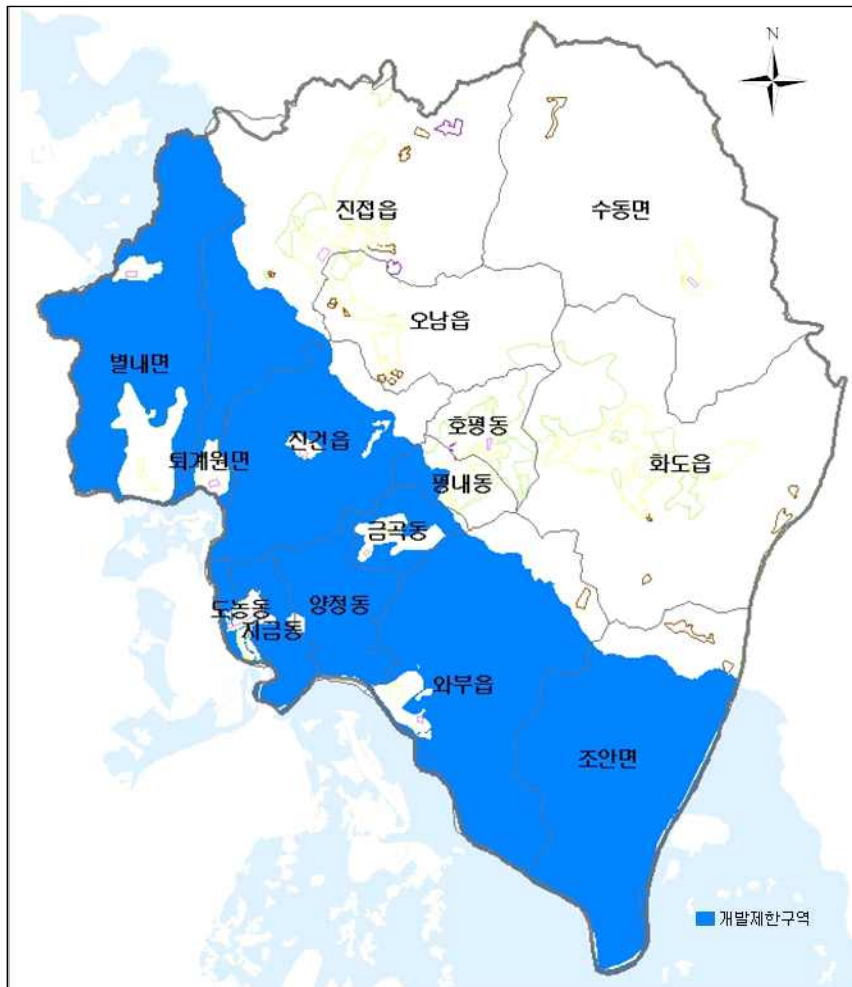 N
진접읍
수동면
오남읍
별내면
호평동
진건읍
퇴계원면
화도읍
평내동
금곡동
도농동
양정동
지금동
와부읍
조안면
개발제한구역